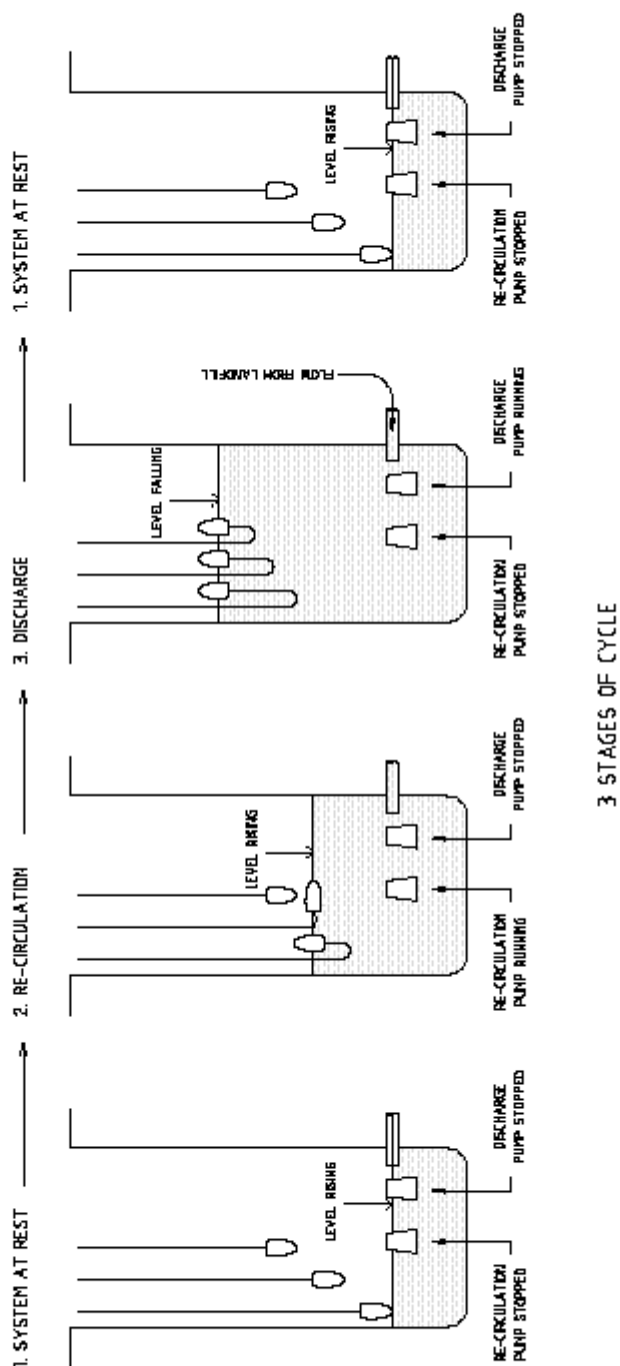 1. SYSTEM AT REST
LEVEL RISING
RE-CIRCULATION
PUMP STOPPED
DISCHARGE
PUMP STOPPED
2. RE-CIRCULATION
LEVEL RISING
RE-CIRCULATION
PUMP RUNNING
DISCHARGE
PUMP STOPPED
3. DISCHARGE
LEVEL FALLING
FLOW FROM LANDFILL
RE-CIRCULATION
PUMP STOPPED
DISCHARGE
PUMP RUNNING
1. SYSTEM AT REST
LEVEL RISING
RE-CIRCULATION
PUMP STOPPED
DISCHARGE
PUMP STOPPED
3 STAGES OF CYCLE